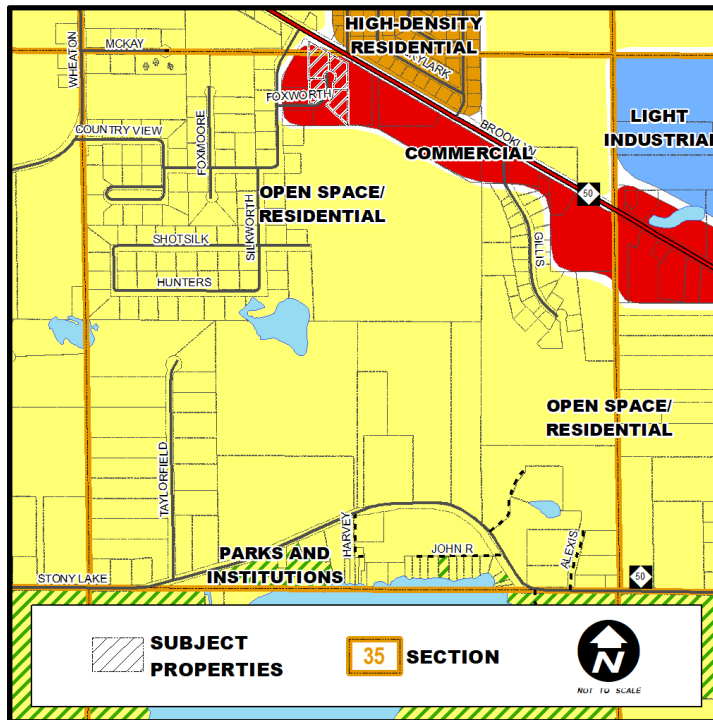 HIGH-DENSITY
RESIDENTIAL
MCKAY
WHEATON
FOXWORTH
LIGHT
INDUSTRIAL
COUNTRY VIEW
FOXMOORE
COMMERCIAL
50
OPEN SPACE/
RESIDENTIAL
SILKWORTH
GILLIS
SHOTSILK
HUNTERS
OPEN SPACE/
RESIDENTIAL
TAYLORFIELD
HARVEY
JOHN R
ALEXIS
PARKS AND
INSTITUTIONS
STONY LAKE
50
SUBJECT
PROPERTIES
35
SECTION
N
NOT TO SCALE